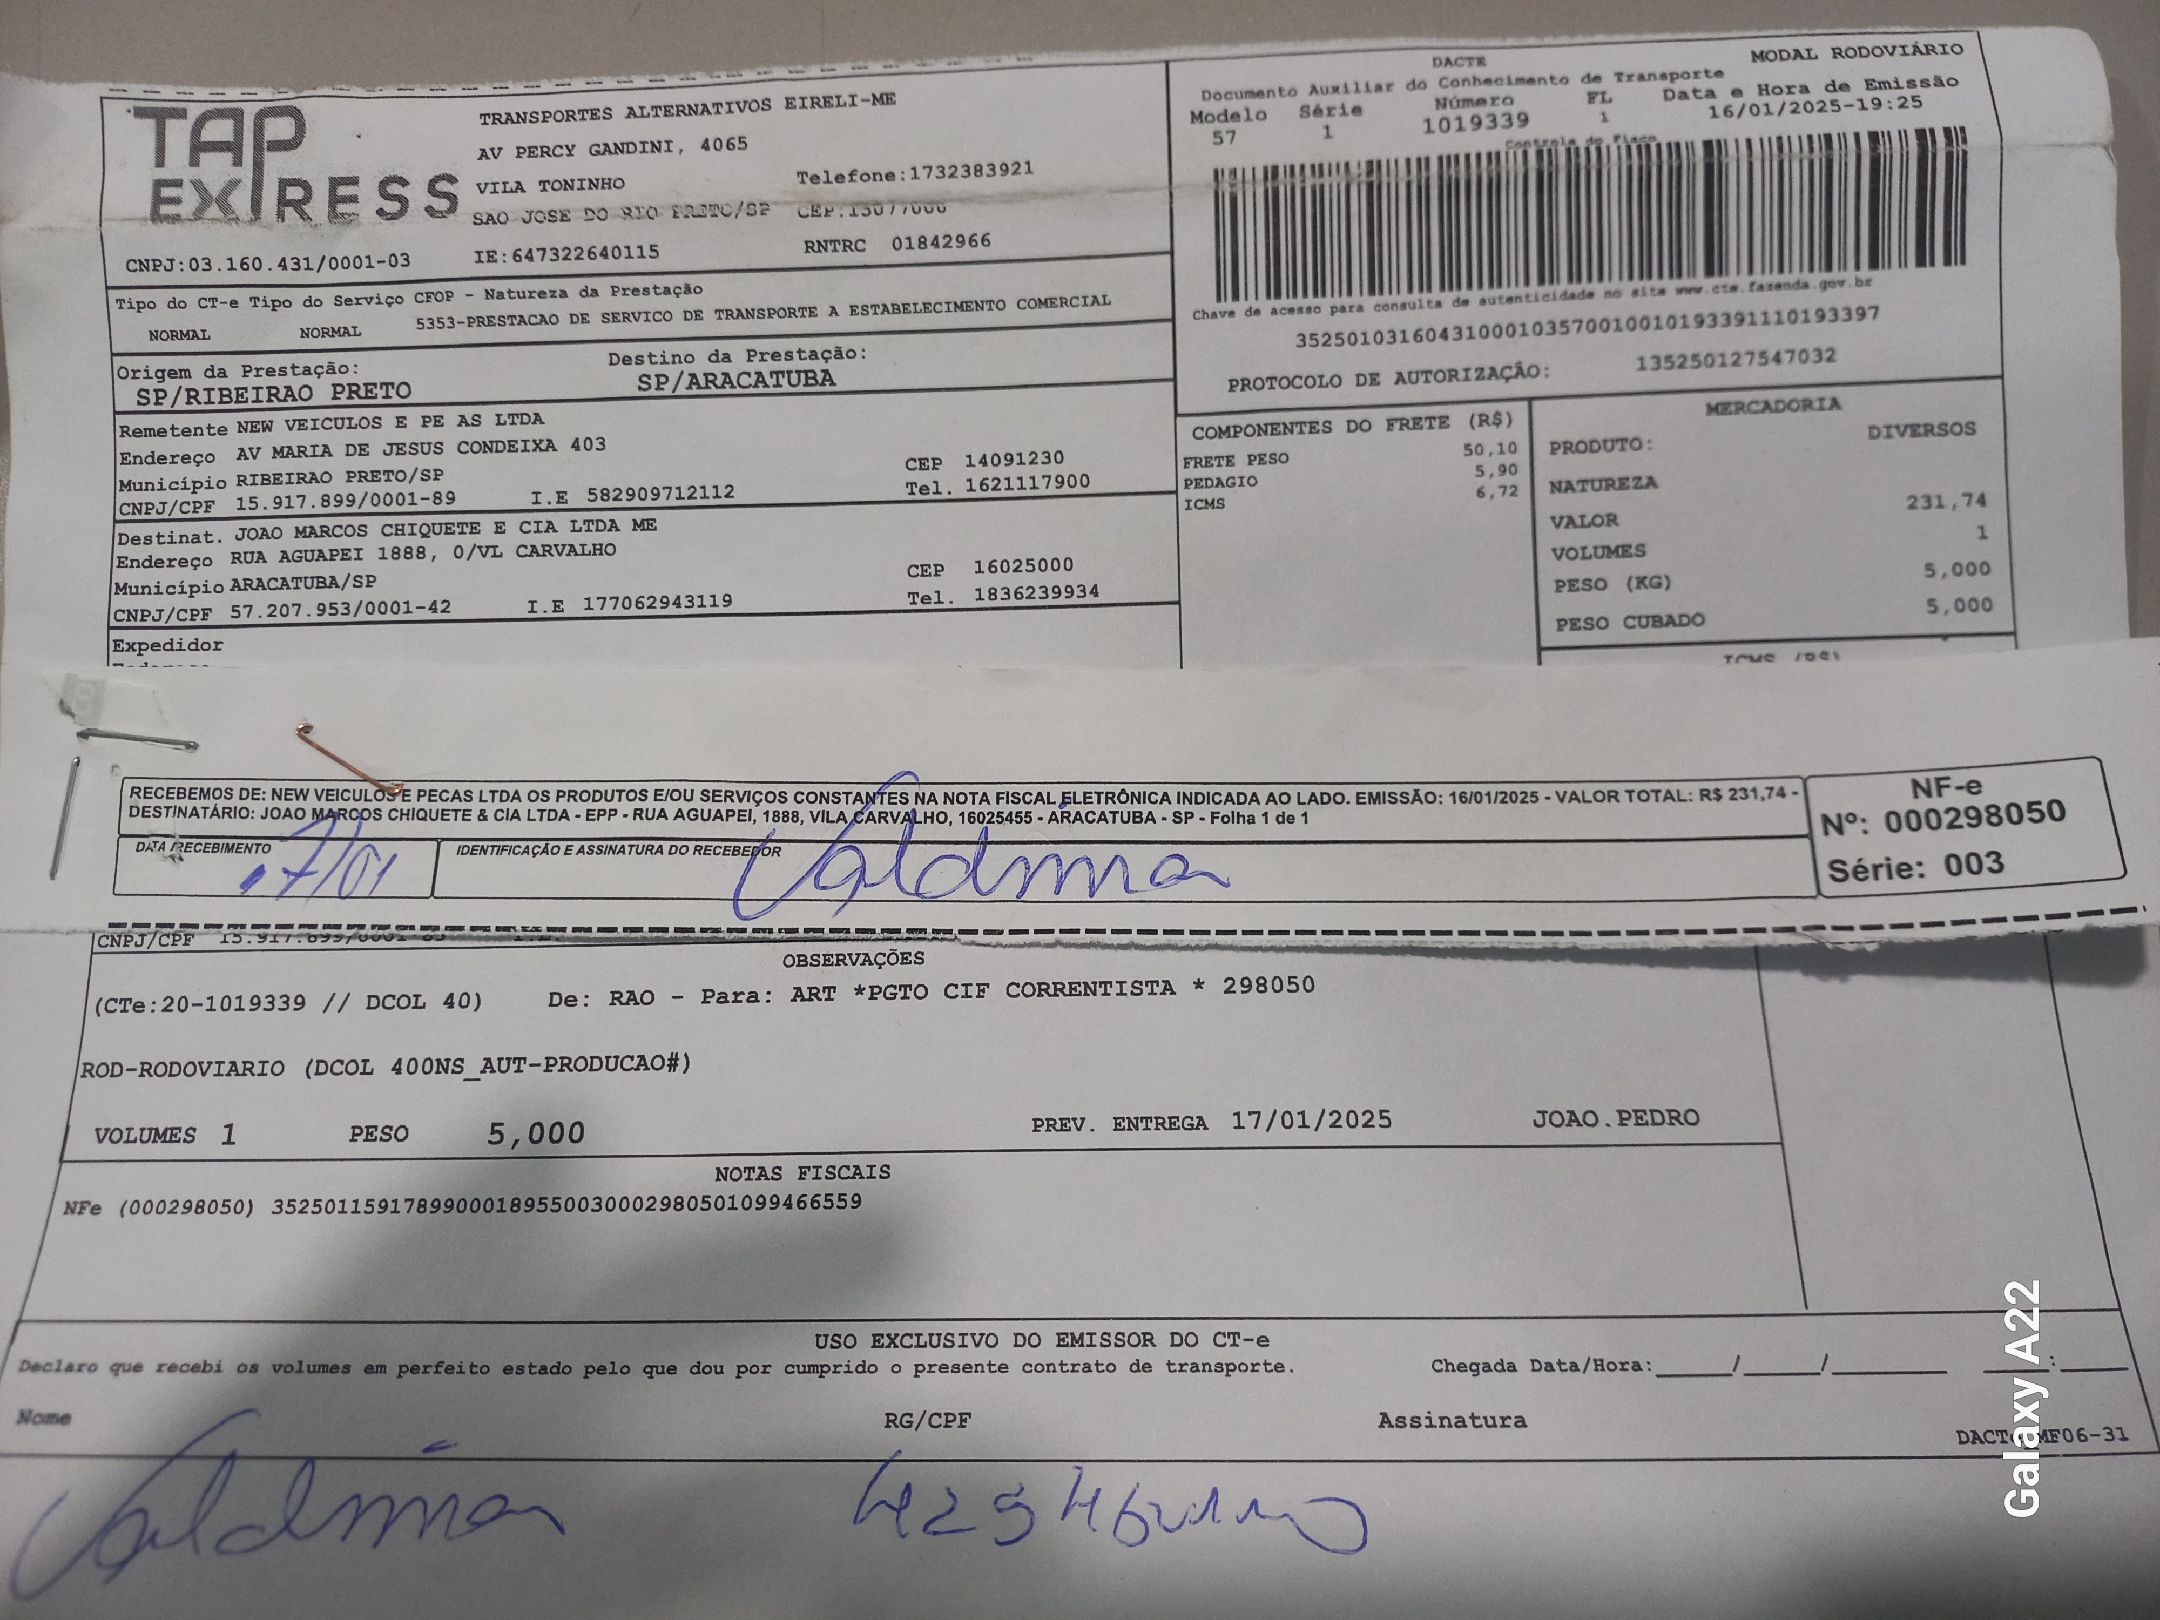 TAP EXPRESS
TRANSPORTES ALTERNATIVOS EIRELI-ME
AV PERCY GANDINI, 4065
VILA TONINHO Telefone:1732383921
SAO JOSE DO RIO PRETO/SP CEP:15077000
CNPJ:03.160.431/0001-03 IE:647322640115 RNTRC 01842966
DACTE MODAL RODOVIÁRIO
Documento Auxiliar do Conhecimento de Transporte
Modelo Série Número FL Data e Hora de Emissão
57 1 1019339 1 16/01/2025-19:25
Controle do Fisco
Chave de acesso para consulta de autenticidade no site www.cte.fazenda.gov.br
35250103160431000103570010010193391110193397
PROTOCOLO DE AUTORIZAÇÃO: 135250127547032
Tipo do CT-e Tipo do Serviço CFOP - Natureza da Prestação
NORMAL NORMAL 5353-PRESTACAO DE SERVICO DE TRANSPORTE A ESTABELECIMENTO COMERCIAL
Origem da Prestação: Destino da Prestação:
SP/RIBEIRAO PRETO SP/ARACATUBA
Remetente NEW VEICULOS E PE AS LTDA
Endereço AV MARIA DE JESUS CONDEIXA 403
Município RIBEIRAO PRETO/SP CEP 14091230
CNPJ/CPF 15.917.899/0001-89 I.E 582909712112 Tel. 1621117900
Destinat. JOAO MARCOS CHIQUETE E CIA LTDA ME
Endereço RUA AGUAPEI 1888, 0/VL CARVALHO
Município ARACATUBA/SP CEP 16025000
CNPJ/CPF 57.207.953/0001-42 I.E 177062943119 Tel. 1836239934
Expedidor
COMPONENTES DO FRETE (R$)
FRETE PESO 50,10
PEDAGIO 5,90
ICMS 6,72
MERCADORIA
PRODUTO: DIVERSOS
NATUREZA
VALOR 231,74
VOLUMES 1
PESO (KG) 5,000
PESO CUBADO 5,000
RECEBEMOS DE: NEW VEICULOS E PECAS LTDA OS PRODUTOS E/OU SERVIÇOS CONSTANTES NA NOTA FISCAL ELETRÔNICA INDICADA AO LADO. EMISSÃO: 16/01/2025 - VALOR TOTAL: R$ 231,74 -
DESTINATÁRIO: JOAO MARCOS CHIQUETE & CIA LTDA - EPP - RUA AGUAPEI, 1888, VILA CARVALHO, 16025455 - ARACATUBA - SP - Folha 1 de 1
NF-e
Nº: 000298050
Série: 003
DATA RECEBIMENTO IDENTIFICAÇÃO E ASSINATURA DO RECEBEDOR
17/01 Valdimar
CNPJ/CPF
OBSERVAÇÕES
(CTe:20-1019339 // DCOL 40) De: RAO - Para: ART *PGTO CIF CORRENTISTA * 298050
ROD-RODOVIARIO (DCOL 400NS_AUT-PRODUCAO#)
VOLUMES 1 PESO 5,000 PREV. ENTREGA 17/01/2025 JOAO.PEDRO
NOTAS FISCAIS
NFe (000298050) 35250115917899000189550030002980501099466559
USO EXCLUSIVO DO EMISSOR DO CT-e
Declaro que recebi os volumes em perfeito estado pelo que dou por cumprido o presente contrato de transporte. Chegada Data/Hora:_____/_____/_______ ____:____
Nome RG/CPF Assinatura
MF06-31
Valdimar
Galaxy A22